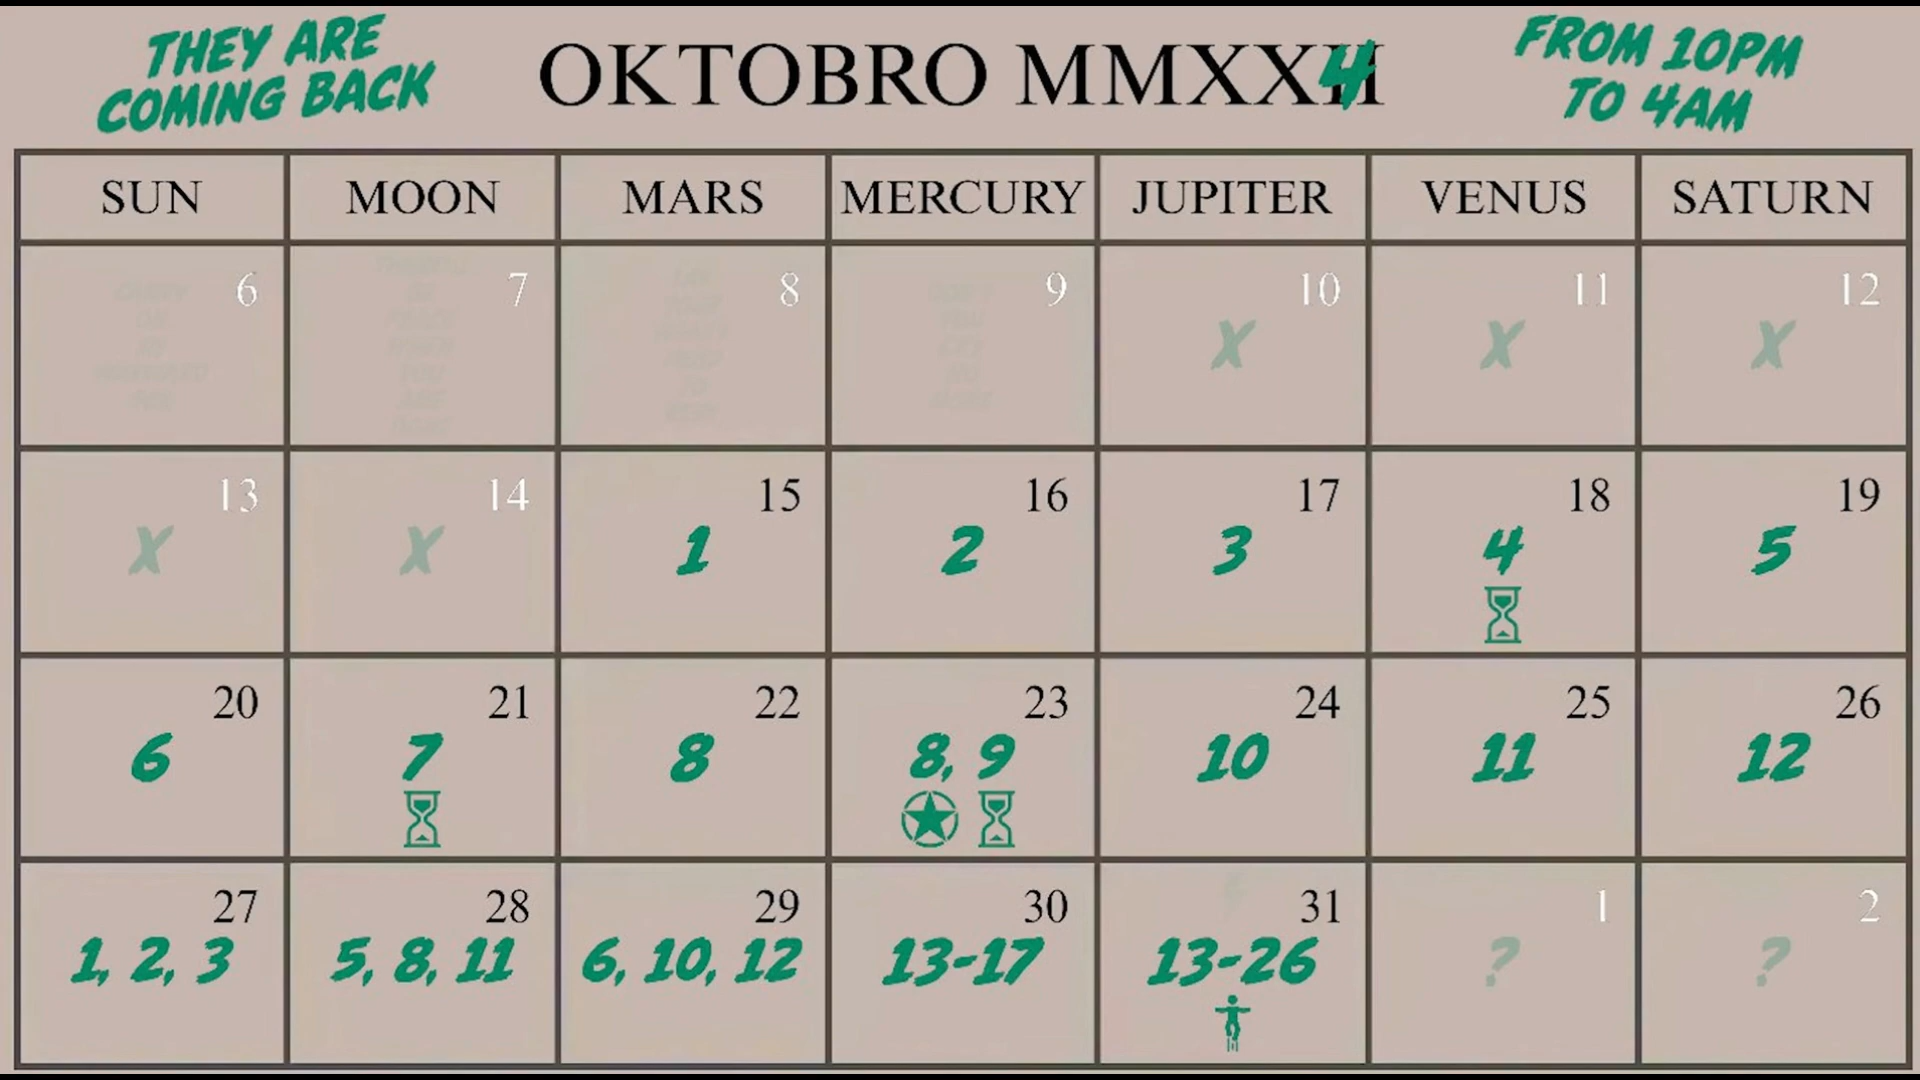 THEY ARE
COMING BACK
OKTOBRO MMXX4
FROM 10PM
TO 4AM
SUN MOON MARS MERCURY JUPITER VENUS SATURN
6 7 8 9 10 11 12
X X X
13 14 15 16 17 18 19
X X 1 2 3 4 5
20 21 22 23 24 25 26
6 7 8 8, 9 10 11 12
27 28 29 30 31 1 2
1, 2, 3 5, 8, 11 6, 10, 12 13-17 13-26 ? ?